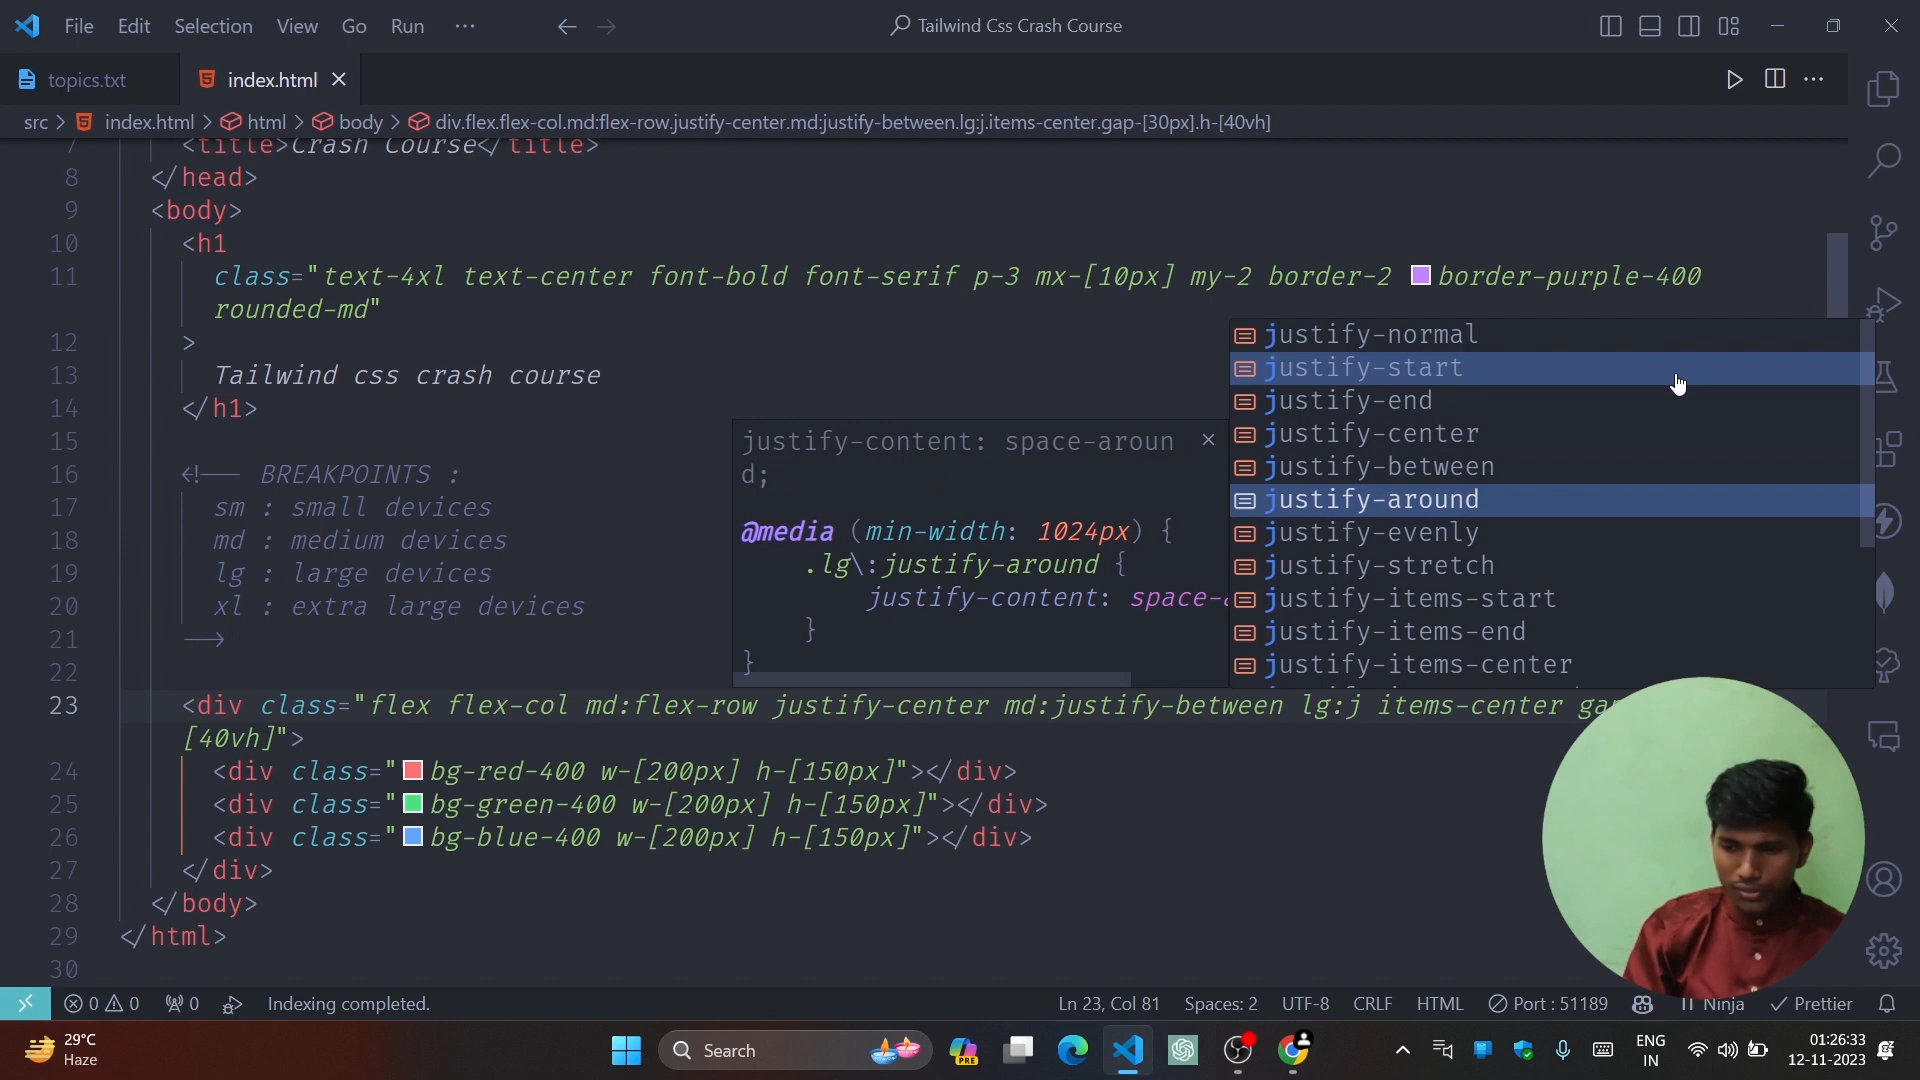 File Edit Selection View Go Run ··· Tailwind Css Crash Course
topics.txt index.html
src > index.html > html > body > div.flex.flex-col.md:flex-row.justify-center.md:justify-between.lg:j.items-center.gap-[30px].h-[40vh]
7 <title>Crash Course</title>
8 </head>
9 <body>
10 <h1
11 class="text-4xl text-center font-bold font-serif p-3 mx-[10px] my-2 border-2 border-purple-400
rounded-md"
12 >
13 Tailwind css crash course
14 </h1>
15
16 <!-- BREAKPOINTS :
17 sm : small devices
18 md : medium devices
19 lg : large devices
20 xl : extra large devices
21 -->
22
23 <div class="flex flex-col md:flex-row justify-center md:justify-between lg:j items-center
[40vh]">
24 <div class="bg-red-400 w-[200px] h-[150px]"></div>
25 <div class="bg-green-400 w-[200px] h-[150px]"></div>
26 <div class="bg-blue-400 w-[200px] h-[150px]"></div>
27 </div>
28 </body>
29 </html>
30
justify-content: space-aroun
d;
@media (min-width: 1024px) {
.lg\:justify-around {
justify-content: space-
}
}
justify-normal
justify-start
justify-end
justify-center
justify-between
justify-around
justify-evenly
justify-stretch
justify-items-start
justify-items-end
justify-items-center
0 0 0 Indexing completed. Ln 23, Col 81 Spaces: 2 UTF-8 CRLF HTML Port : 51189 Ninja Prettier
29°C
Haze
Search
PRE
ENG
IN
01:26:33
12-11-2023